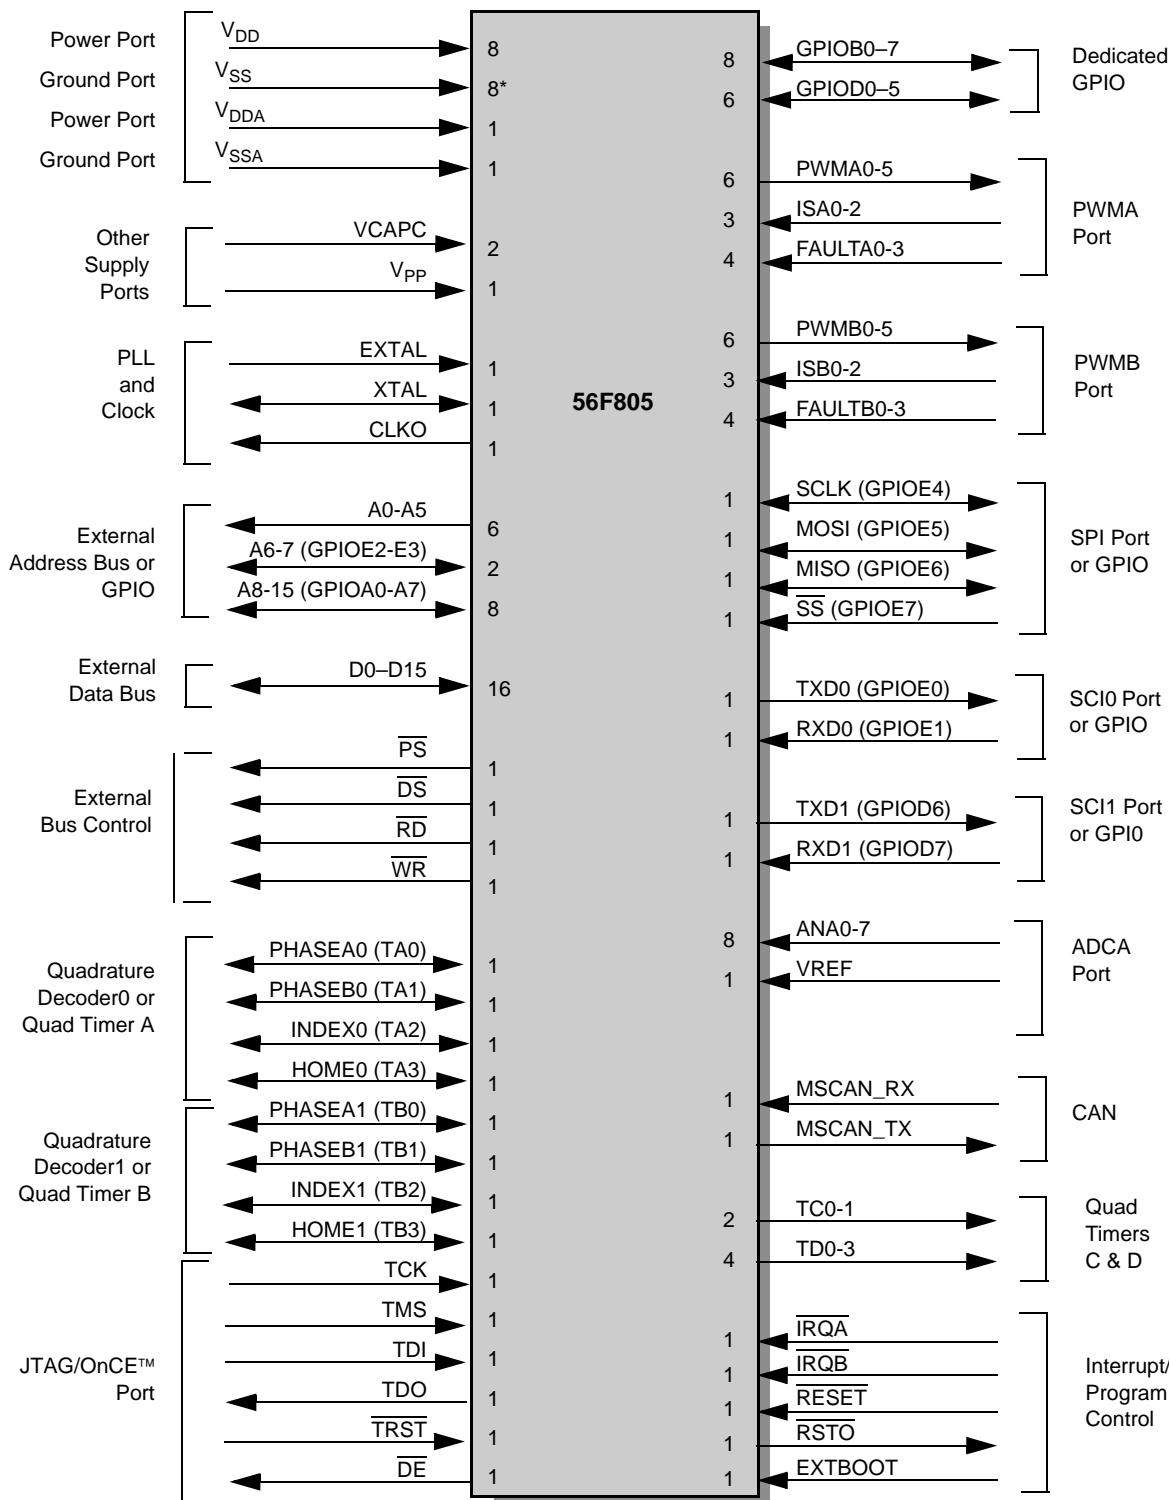 Power Port
Ground Port
Power Port
Ground Port
VDD
8
VSS
8*
VDDA
1
VSSA
1
Other
Supply
Ports
VCAPC
2
VPP
1
PLL
and
Clock
EXTAL
1
XTAL
1
CLKO
1
External
Address Bus or
GPIO
A0-A5
6
A6-7 (GPIOE2-E3)
2
A8-15 (GPIOA0-A7)
8
External
Data Bus
D0–D15
16
External
Bus Control
PS
1
DS
1
RD
1
WR
1
Quadrature
Decoder0 or
Quad Timer A
PHASEA0 (TA0)
1
PHASEB0 (TA1)
1
INDEX0 (TA2)
1
HOME0 (TA3)
1
Quadrature
Decoder1 or
Quad Timer B
PHASEA1 (TB0)
1
PHASEB1 (TB1)
1
INDEX1 (TB2)
1
HOME1 (TB3)
1
JTAG/OnCE™
Port
TCK
1
TMS
1
TDI
1
TDO
1
TRST
1
DE
1
56F805
8
GPIOB0–7
6
GPIOD0–5
Dedicated
GPIO
6
PWMA0-5
3
ISA0-2
4
FAULTA0-3
PWMA
Port
6
PWMB0-5
3
ISB0-2
4
FAULTB0-3
PWMB
Port
1
SCLK (GPIOE4)
1
MOSI (GPIOE5)
1
MISO (GPIOE6)
1
SS (GPIOE7)
SPI Port
or GPIO
1
TXD0 (GPIOE0)
1
RXD0 (GPIOE1)
SCI0 Port
or GPIO
1
TXD1 (GPIOD6)
1
RXD1 (GPIOD7)
SCI1 Port
or GPI0
8
ANA0-7
1
VREF
ADCA
Port
1
MSCAN_RX
1
MSCAN_TX
CAN
2
TC0-1
4
TD0-3
Quad
Timers
C & D
1
IRQA
1
IRQB
1
RESET
1
RSTO
1
EXTBOOT
Interrupt/
Program
Control